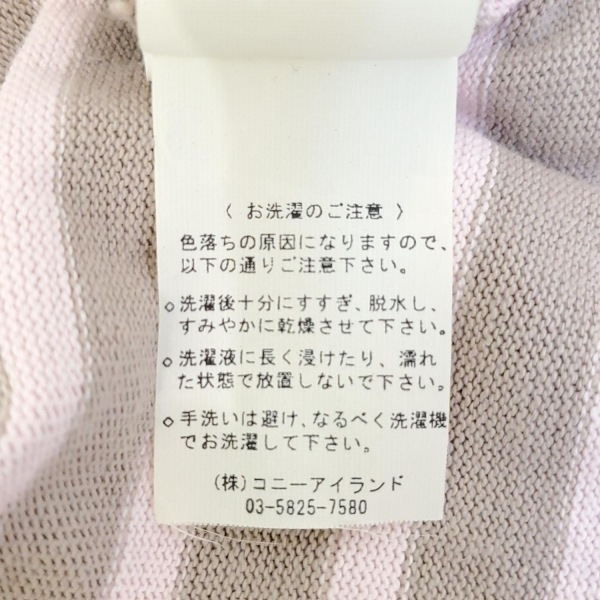 〈 お洗濯のご注意 〉
色落ちの原因になりますので、
以下の通りご注意下さい。
◇洗濯後十分にすすぎ、脱水し、
すみやかに乾燥させて下さい。
◇洗濯液に長く浸けたり、濡れ
た状態で放置しないで下さい。
◇手洗いは避け、なるべく洗濯機
でお洗濯して下さい。
(株)コニーアイランド
03-5825-7580